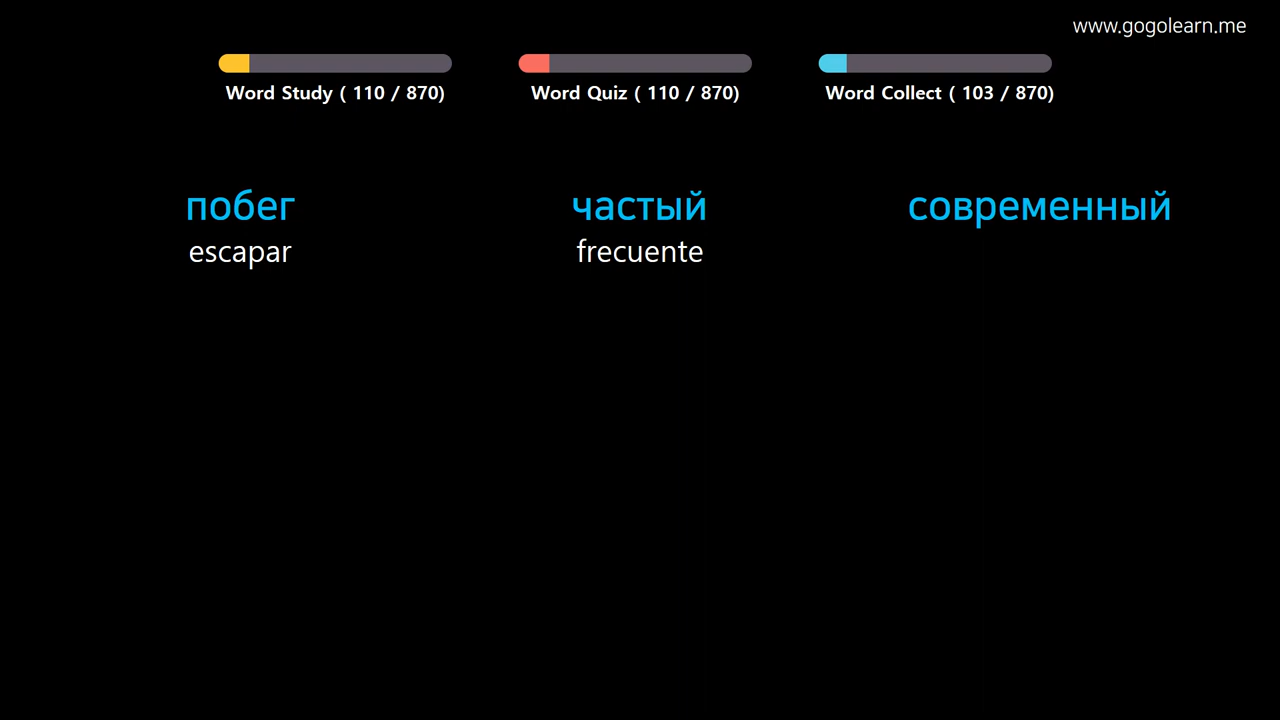 www.gogolearn.me
Word Study ( 110 / 870)
Word Quiz ( 110 / 870)
Word Collect ( 103 / 870)
побег
escapar
частый
frecuente
современный